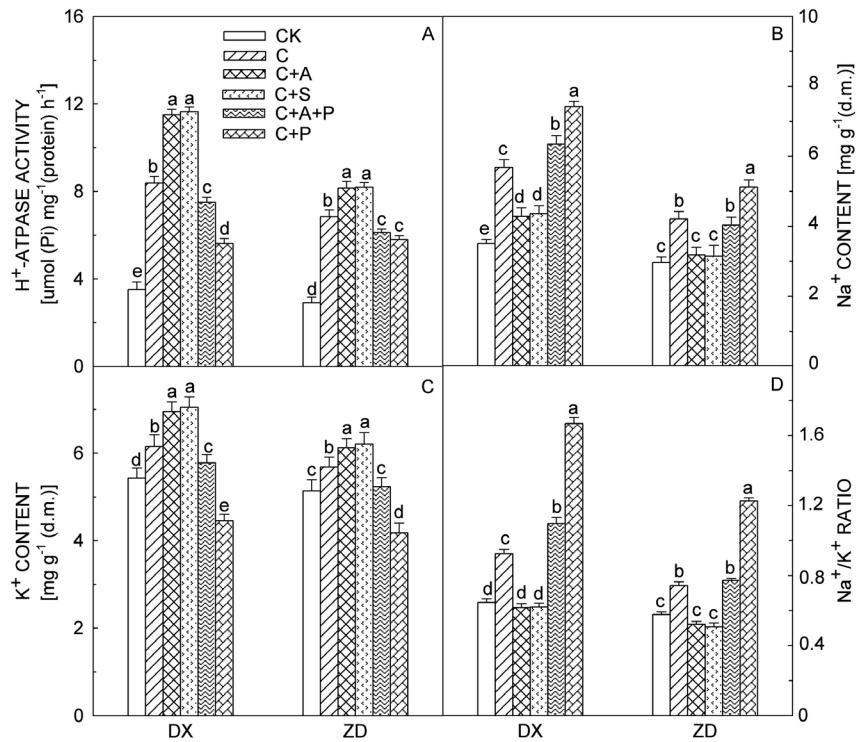 16
12
8
4
0
H⁺-ATPASE ACTIVITY
[umol (Pi) mg⁻¹(protein) h⁻¹]
A
CK
C
C+A
C+S
C+A+P
C+P
e
b
a
a
c
d
d
b
a
a
c
c
B
10
8
6
4
2
0
Na⁺ CONTENT [mg g⁻¹(d.m.)]
e
c
d
d
b
a
c
b
c
c
b
a
C
6
4
2
0
K⁺ CONTENT
[mg g⁻¹ (d.m.)]
d
b
a
a
c
e
c
b
a
a
c
d
DX
ZD
D
1.6
1.2
0.8
0.4
0
Na⁺/K⁺ RATIO
d
c
d
d
b
a
c
b
c
c
b
a
DX
ZD